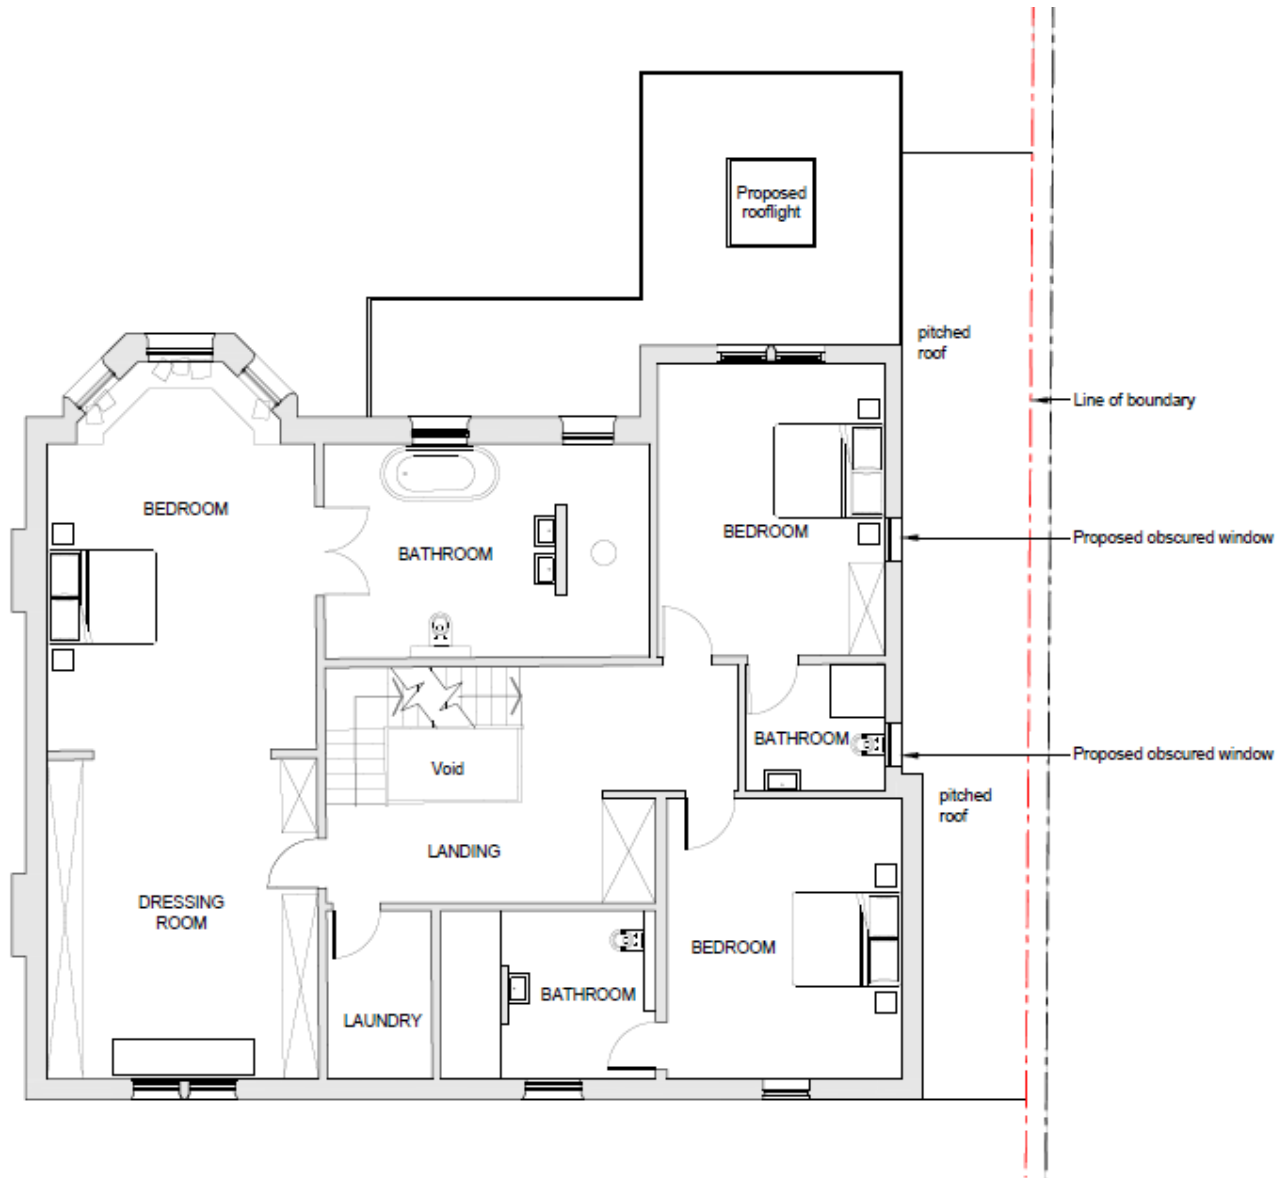 Proposed
rooflight
pitched
roof
Line of boundary
BEDROOM
BEDROOM
Proposed obscured window
BATHROOM
BATHROOM
Proposed obscured window
Void
pitched
roof
LANDING
DRESSING
ROOM
BEDROOM
BATHROOM
LAUNDRY